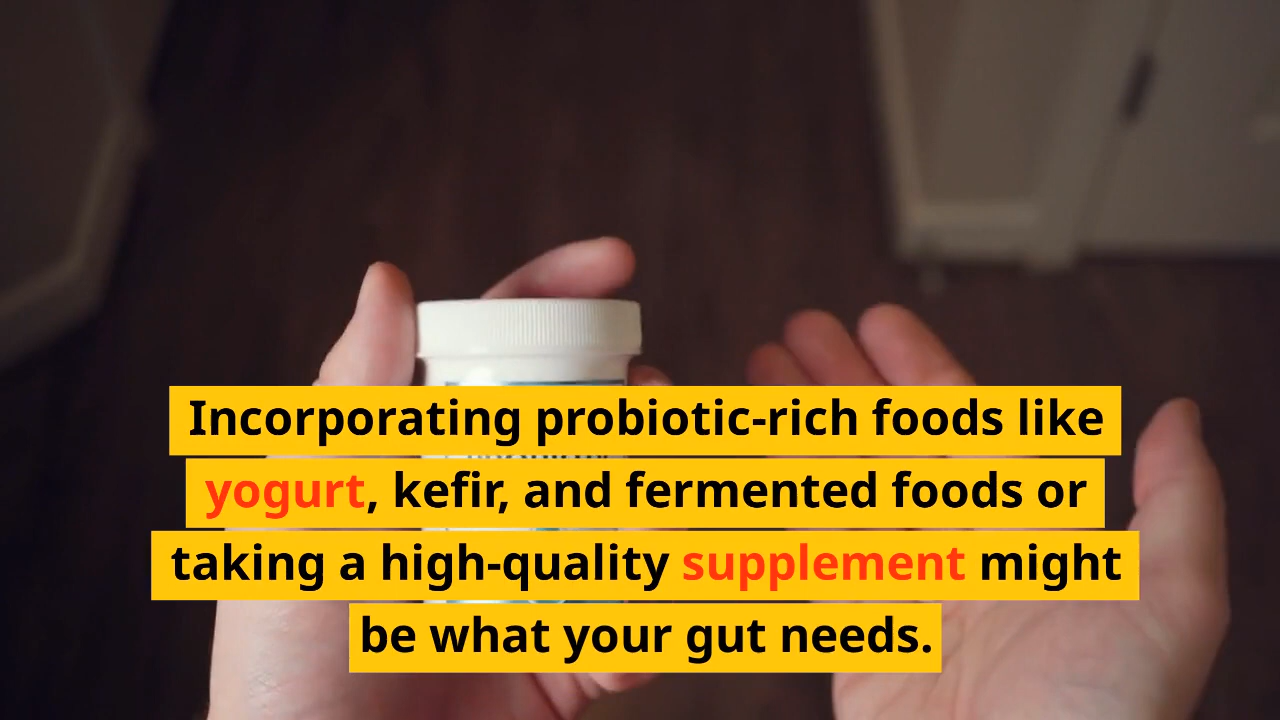 Incorporating probiotic-rich foods like
yogurt, kefir, and fermented foods or
taking a high-quality supplement might
be what your gut needs.